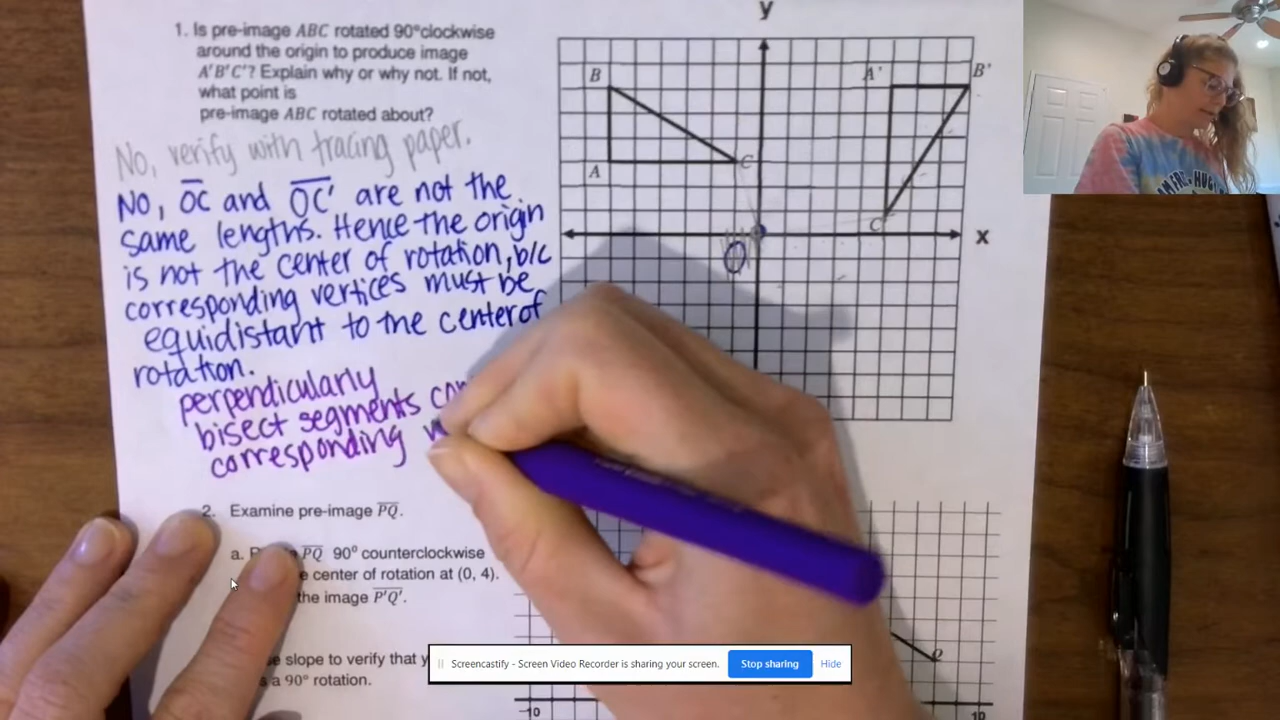 1. Is pre-image ABC rotated 90°clockwise
around the origin to produce image
A'B'C'? Explain why or why not. If not,
what point is
pre-image ABC rotated about?
No, verify with tracing paper.
No, OC and OC' are not the
same lengths. Hence the origin
is not the center of rotation, b/c
corresponding vertices must be
equidistant to the center of
rotation.
perpendicularly
bisect segments
corresponding
y
B
A
C
A'
B'
C'
x
O
2. Examine pre-image PQ.
a. PQ 90° counterclockwise
center of rotation at (0, 4).
the image P'Q'.
slope to verify that
a 90° rotation.
Q
-10
10
Screencastify - Screen Video Recorder is sharing your screen.
Stop sharing
Hide